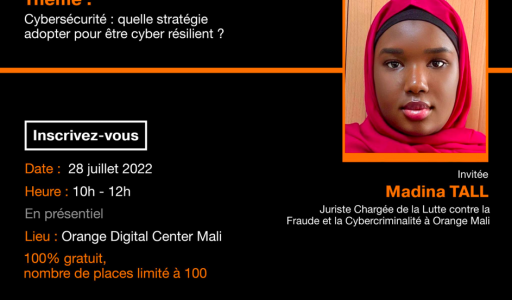 Thème :
Cybersécurité : quelle stratégie
adopter pour être cyber résilient ?
Inscrivez-vous
Date : 28 juillet 2022
Heure : 10h - 12h
En présentiel
Lieu : Orange Digital Center Mali
100% gratuit,
nombre de places limité à 100
Invitée
Madina TALL
Juriste Chargée de la Lutte contre la
Fraude et la Cybercriminalité à Orange Mali